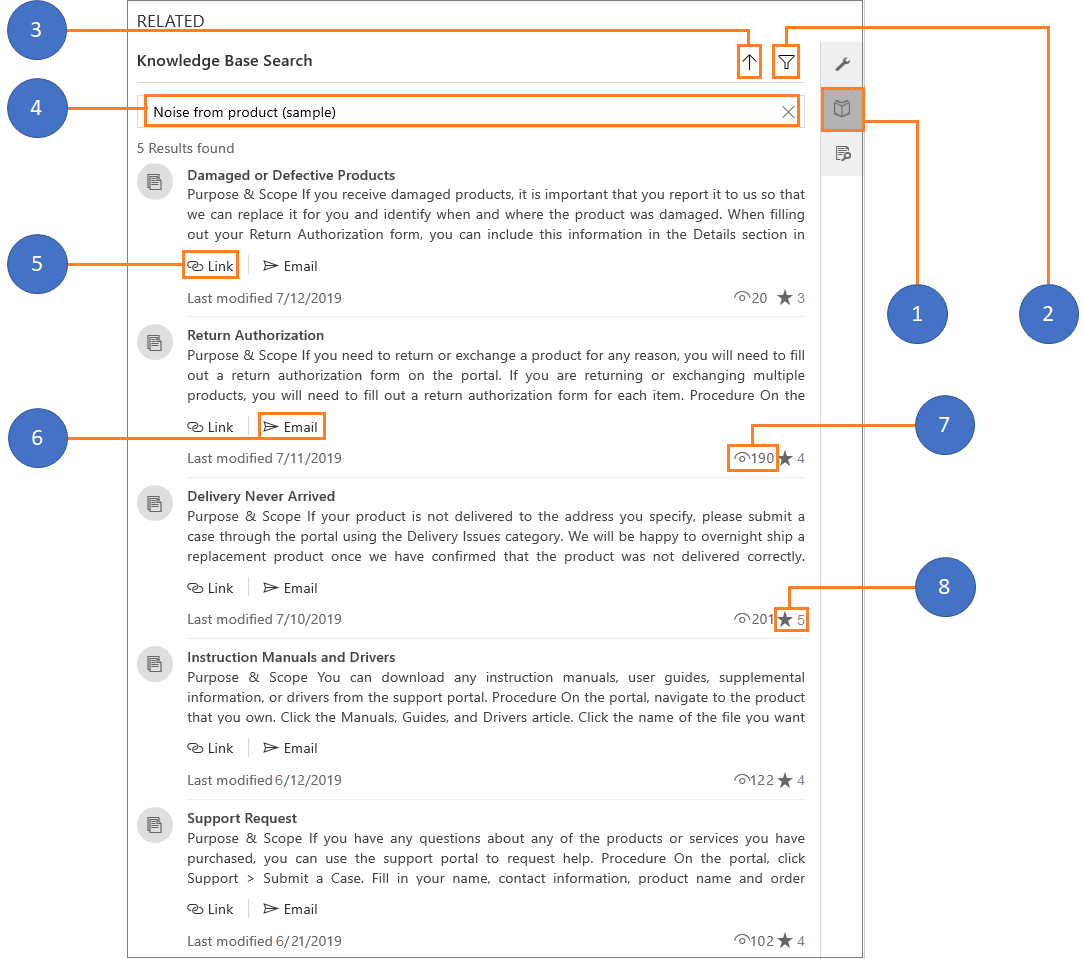 RELATED
3
2
Knowledge Base Search
4
Noise from product (sample)
1
5 Results found
Damaged or Defective Products
Purpose & Scope If you receive damaged products, it is important that you report it to us so that
we can replace it for you and identify when and where the product was damaged. When filling
out your Return Authorization form, you can include this information in the Details section in
5
Link
Email
Last modified 7/12/2019
20
3
Return Authorization
Purpose & Scope If you need to return or exchange a product for any reason, you will need to fill
out a return authorization form on the portal. If you are returning or exchanging multiple
products, you will need to fill out a return authorization form for each item. Procedure On the
6
Link
Email
7
Last modified 7/11/2019
190
4
Delivery Never Arrived
Purpose & Scope If your product is not delivered to the address you specify, please submit a
case through the portal using the Delivery Issues category. We will be happy to overnight ship a
replacement product once we have confirmed that the product was not delivered correctly.
Link
Email
8
Last modified 7/10/2019
201
5
Instruction Manuals and Drivers
Purpose & Scope You can download any instruction manuals, user guides, supplemental
information, or drivers from the support portal. Procedure On the portal, navigate to the product
that you own. Click the Manuals, Guides, and Drivers article. Click the name of the file you want
Link
Email
Last modified 6/12/2019
122
4
Support Request
Purpose & Scope If you have any questions about any of the products or services you have
purchased, you can use the support portal to request help. Procedure On the portal, click
Support > Submit a Case. Fill in your name, contact information, product name and order
Link
Email
Last modified 6/21/2019
102
4